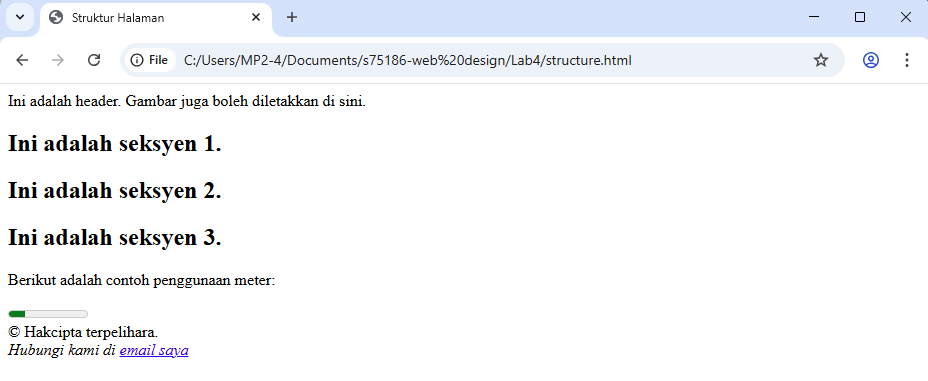 Struktur Halaman
File C:/Users/MP2-4/Documents/s75186-web%20design/Lab4/structure.html
Ini adalah header. Gambar juga boleh diletakkan di sini.
Ini adalah seksyen 1.
Ini adalah seksyen 2.
Ini adalah seksyen 3.
Berikut adalah contoh penggunaan meter:
© Hakcipta terpelihara.
Hubungi kami di email saya